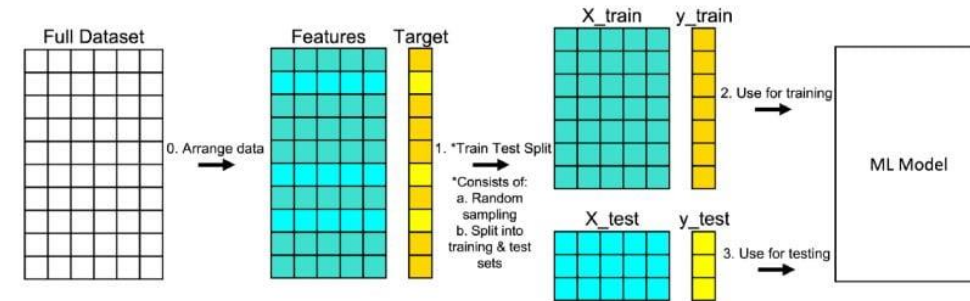 Full Dataset
0. Arrange data
Features
Target
1. *Train Test Split
*Consists of:
a. Random
sampling
b. Split into
training & test
sets
X_train
y_train
2. Use for training
X_test
y_test
3. Use for testing
ML Model